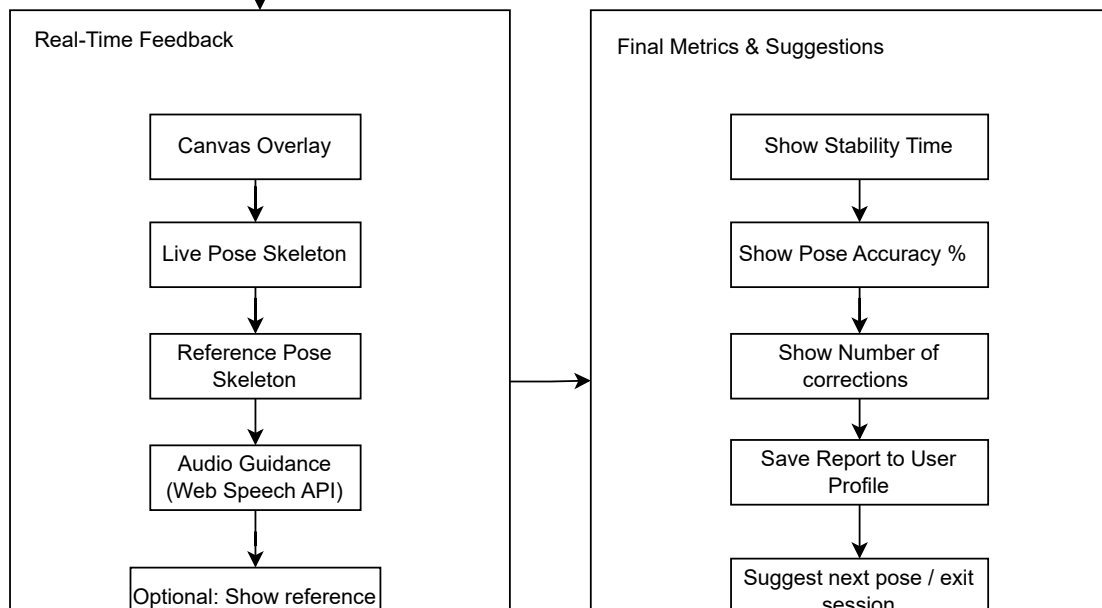 Real-Time Feedback
Canvas Overlay
Live Pose Skeleton
Reference Pose
Skeleton
Audio Guidance
(Web Speech API)
Optional: Show reference
Final Metrics & Suggestions
Show Stability Time
Show Pose Accuracy %
Show Number of
corrections
Save Report to User
Profile
Suggest next pose / exit
session